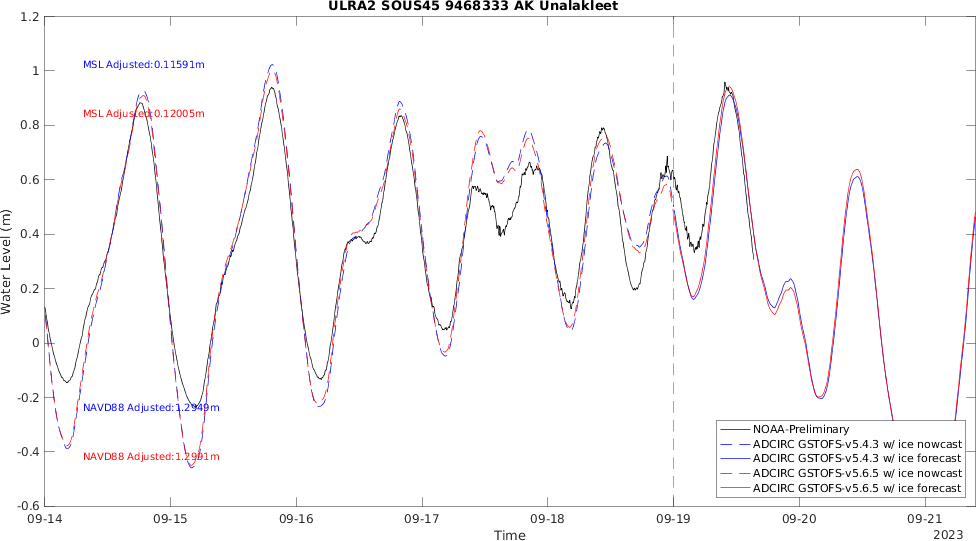 ULRA2 SOUS45 9468333 AK Unalakleet
1.2
1
0.8
0.6
0.4
0.2
0
-0.2
-0.4
-0.6
Water Level (m)
MSL Adjusted:0.11591m
MSL Adjusted:0.12005m
NAVD88 Adjusted:1.2949m
NAVD88 Adjusted:1.2991m
NOAA-Preliminary
ADCIRC GSTOFS-v5.4.3 w/ ice nowcast
ADCIRC GSTOFS-v5.4.3 w/ ice forecast
ADCIRC GSTOFS-v5.6.5 w/ ice nowcast
ADCIRC GSTOFS-v5.6.5 w/ ice forecast
09-14 09-15 09-16 09-17 09-18 09-19 09-20 09-21
Time
2023